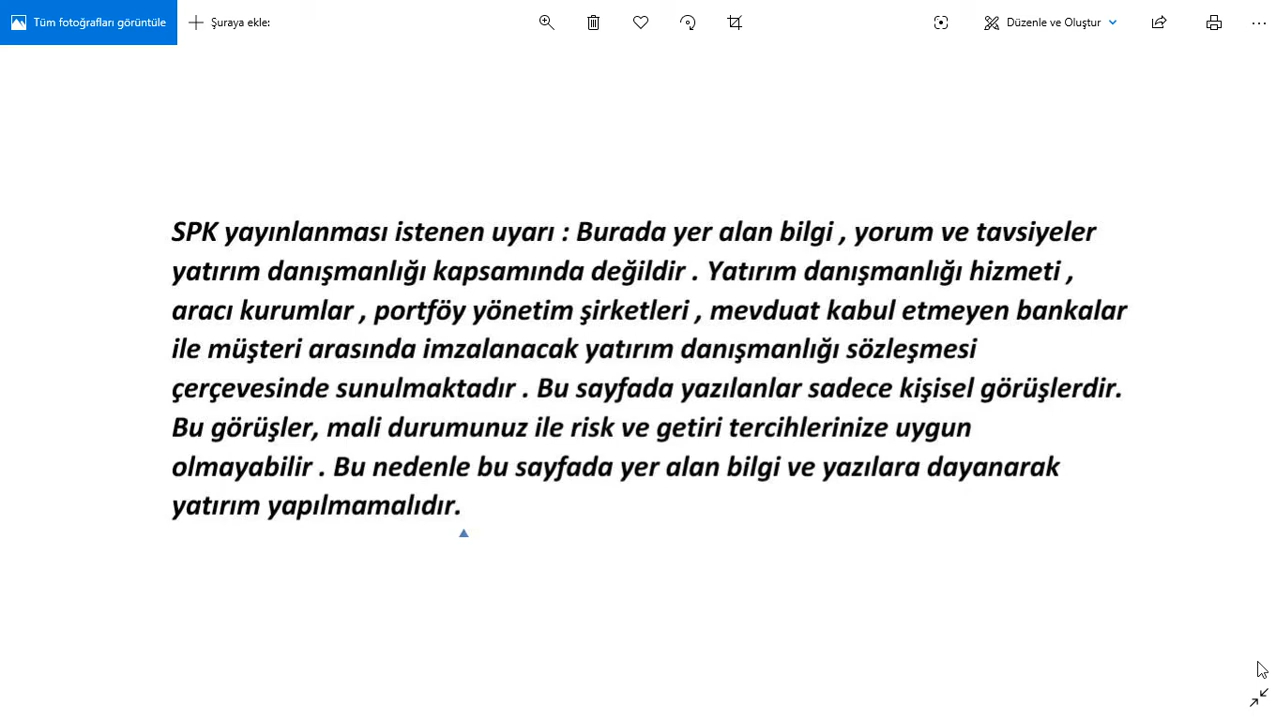 Tüm fotoğrafları görüntüle
Şuraya ekle:
Düzenle ve Oluştur
SPK yayınlanması istenen uyarı : Burada yer alan bilgi , yorum ve tavsiyeler
yatırım danışmanlığı kapsamında değildir . Yatırım danışmanlığı hizmeti ,
aracı kurumlar , portföy yönetim şirketleri , mevduat kabul etmeyen bankalar
ile müşteri arasında imzalanacak yatırım danışmanlığı sözleşmesi
çerçevesinde sunulmaktadır . Bu sayfada yazılanlar sadece kişisel görüşlerdir.
Bu görüşler, mali durumunuz ile risk ve getiri tercihlerinize uygun
olmayabilir . Bu nedenle bu sayfada yer alan bilgi ve yazılara dayanarak
yatırım yapılmamalıdır.